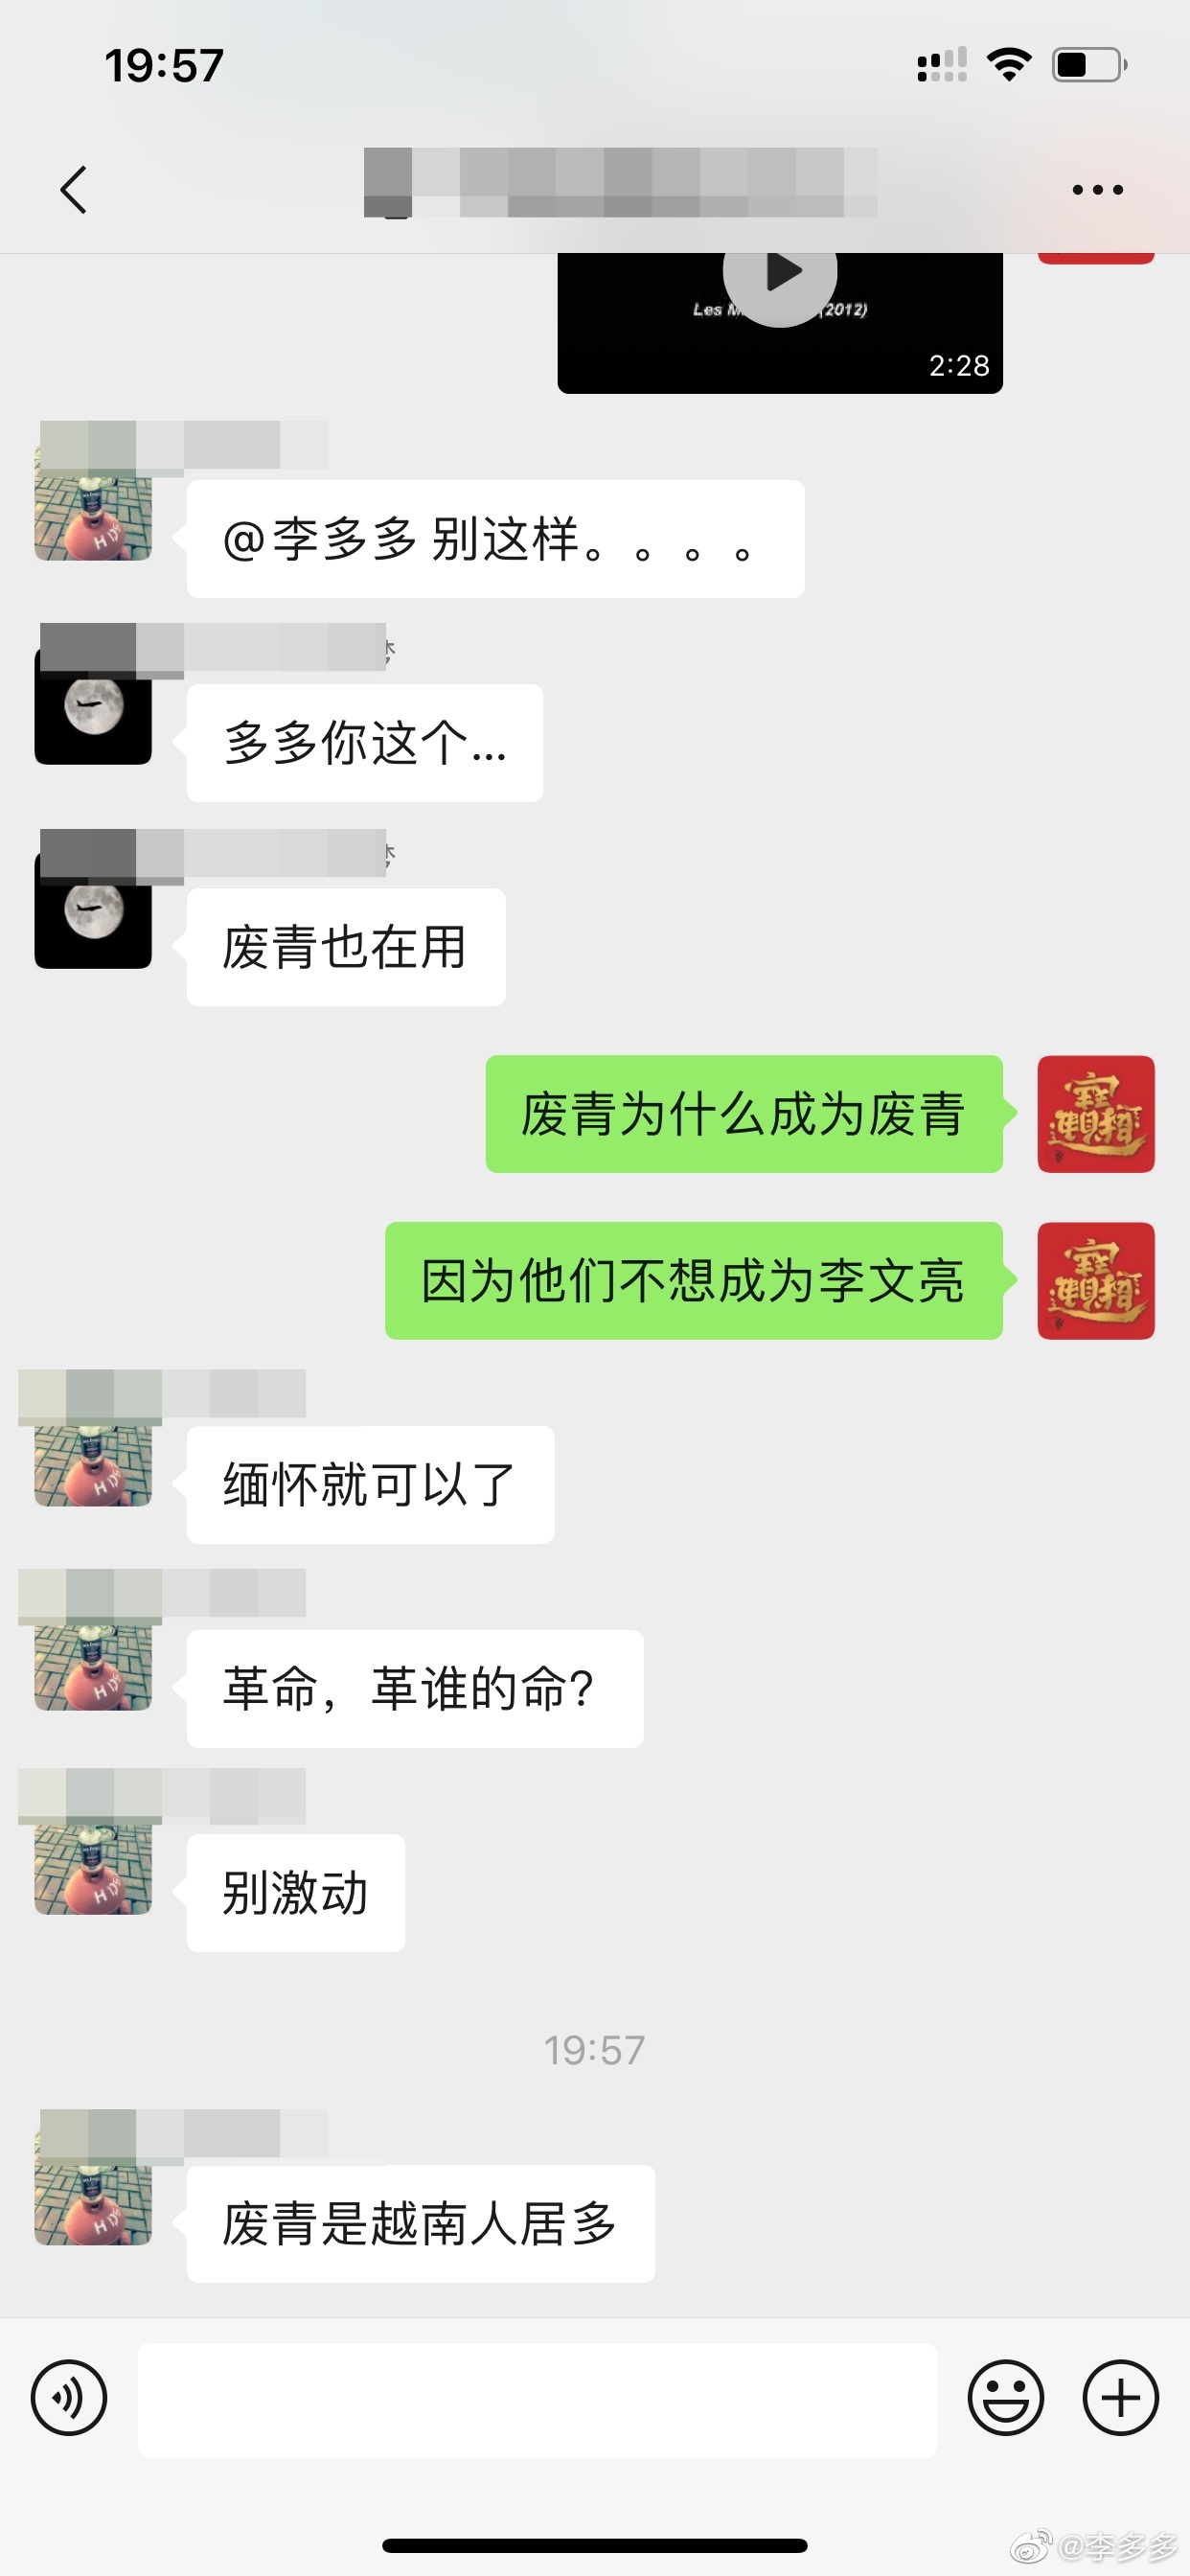 19:57
Les M (2012)
2:28
@李多多 别这样。。。。
多多你这个...
废青也在用
废青为什么成为废青
因为他们不想成为李文亮
缅怀就可以了
革命，革谁的命?
别激动
19:57
废青是越南人居多
@李多多